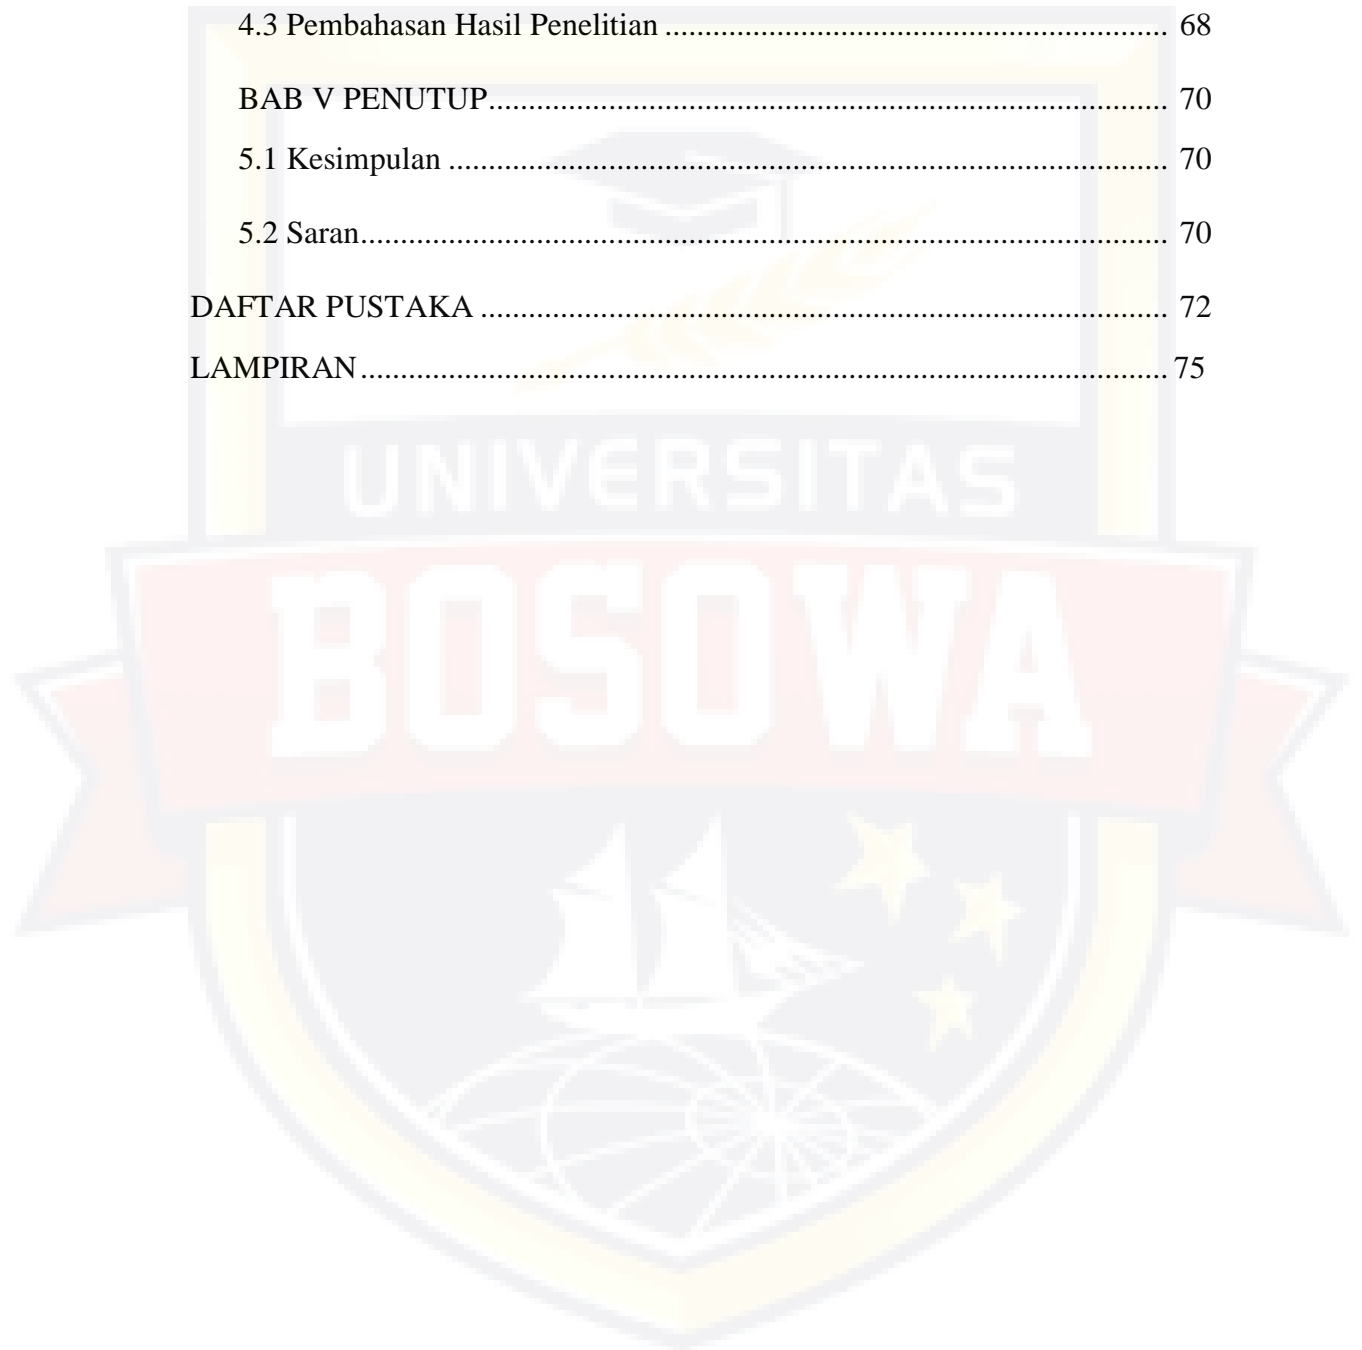 4.3 Pembahasan Hasil Penelitian ................................................................ 68
BAB V PENUTUP...................................................................................... 70
5.1 Kesimpulan ........................................................................................... 70
5.2 Saran...................................................................................................... 70
DAFTAR PUSTAKA ....................................................................................... 72
LAMPIRAN...................................................................................................... 75
UNIVERSITAS
BOSOWA